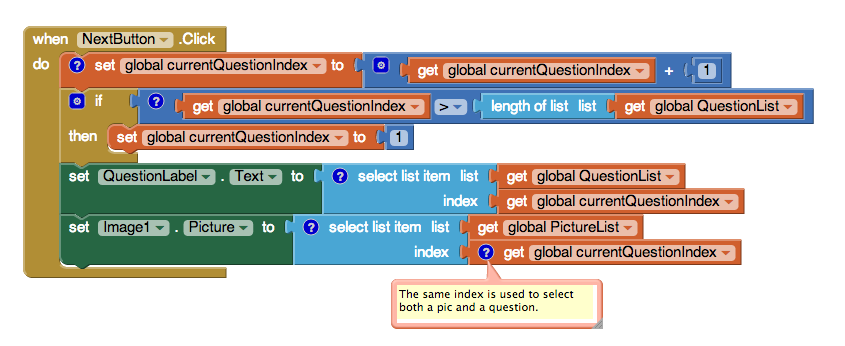 when NextButton .Click
do ? set global currentQuestionIndex to get global currentQuestionIndex + 1
if ? get global currentQuestionIndex > length of list list get global QuestionList
then set global currentQuestionIndex to 1
set QuestionLabel . Text to ? select list item list get global QuestionList
index get global currentQuestionIndex
set Image1 . Picture to ? select list item list get global PictureList
index ? get global currentQuestionIndex
The same index is used to select
both a pic and a question.